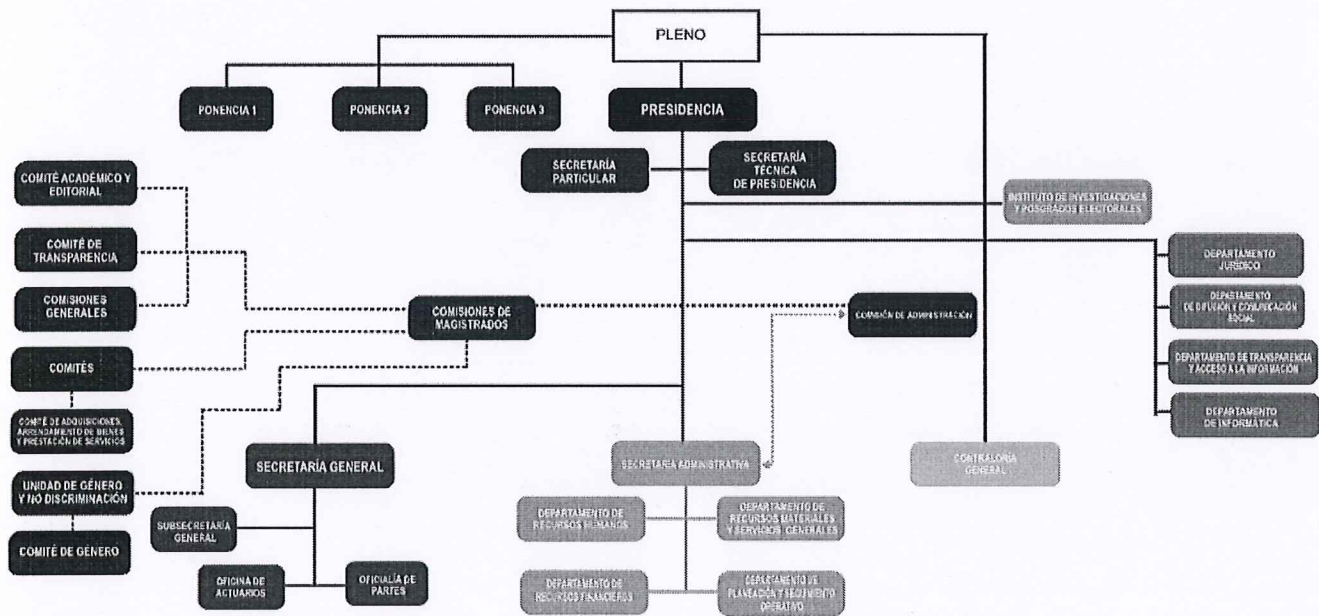 PLENO
PONENCIA 1
PONENCIA 2
PONENCIA 3
PRESIDENCIA
SECRETARÍA
PARTICULAR
SECRETARÍA
TÉCNICA
DE PRESIDENCIA
COMITÉ ACADÉMICO Y
EDITORIAL
INSTITUTO DE INVESTIGACIONES
Y POSGRADOS ELECTORALES
COMITÉ DE
TRANSPARENCIA
DEPARTAMENTO
JURÍDICO
COMISIONES
GENERALES
COMISIONES DE
MAGISTRADOS
COMISIÓN DE ADMINISTRACIÓN
DEPARTAMENTO
DE DIFUSIÓN Y COMUNICACIÓN
SOCIAL
COMITÉS
DEPARTAMENTO DE TRANSPARENCIA
Y ACCESO A LA INFORMACIÓN
COMITÉ DE ADQUISICIONES,
ARRENDAMIENTO DE BIENES
Y PRESTACIÓN DE SERVICIOS
DEPARTAMENTO
DE INFORMÁTICA
SECRETARÍA GENERAL
SECRETARÍA ADMINISTRATIVA
CONTRALORÍA
GENERAL
UNIDAD DE GÉNERO
Y NO DISCRIMINACIÓN
SUBSECRETARÍA
GENERAL
DEPARTAMENTO DE
RECURSOS HUMANOS
DEPARTAMENTO DE
RECURSOS MATERIALES
Y SERVICIOS GENERALES
COMITÉ DE GÉNERO
OFICINA DE
ACTUARIOS
OFICIALÍA DE
PARTES
DEPARTAMENTO DE
RECURSOS FINANCIEROS
DEPARTAMENTO DE
PLANEACIÓN Y SEGUIMIENTO
OPERATIVO